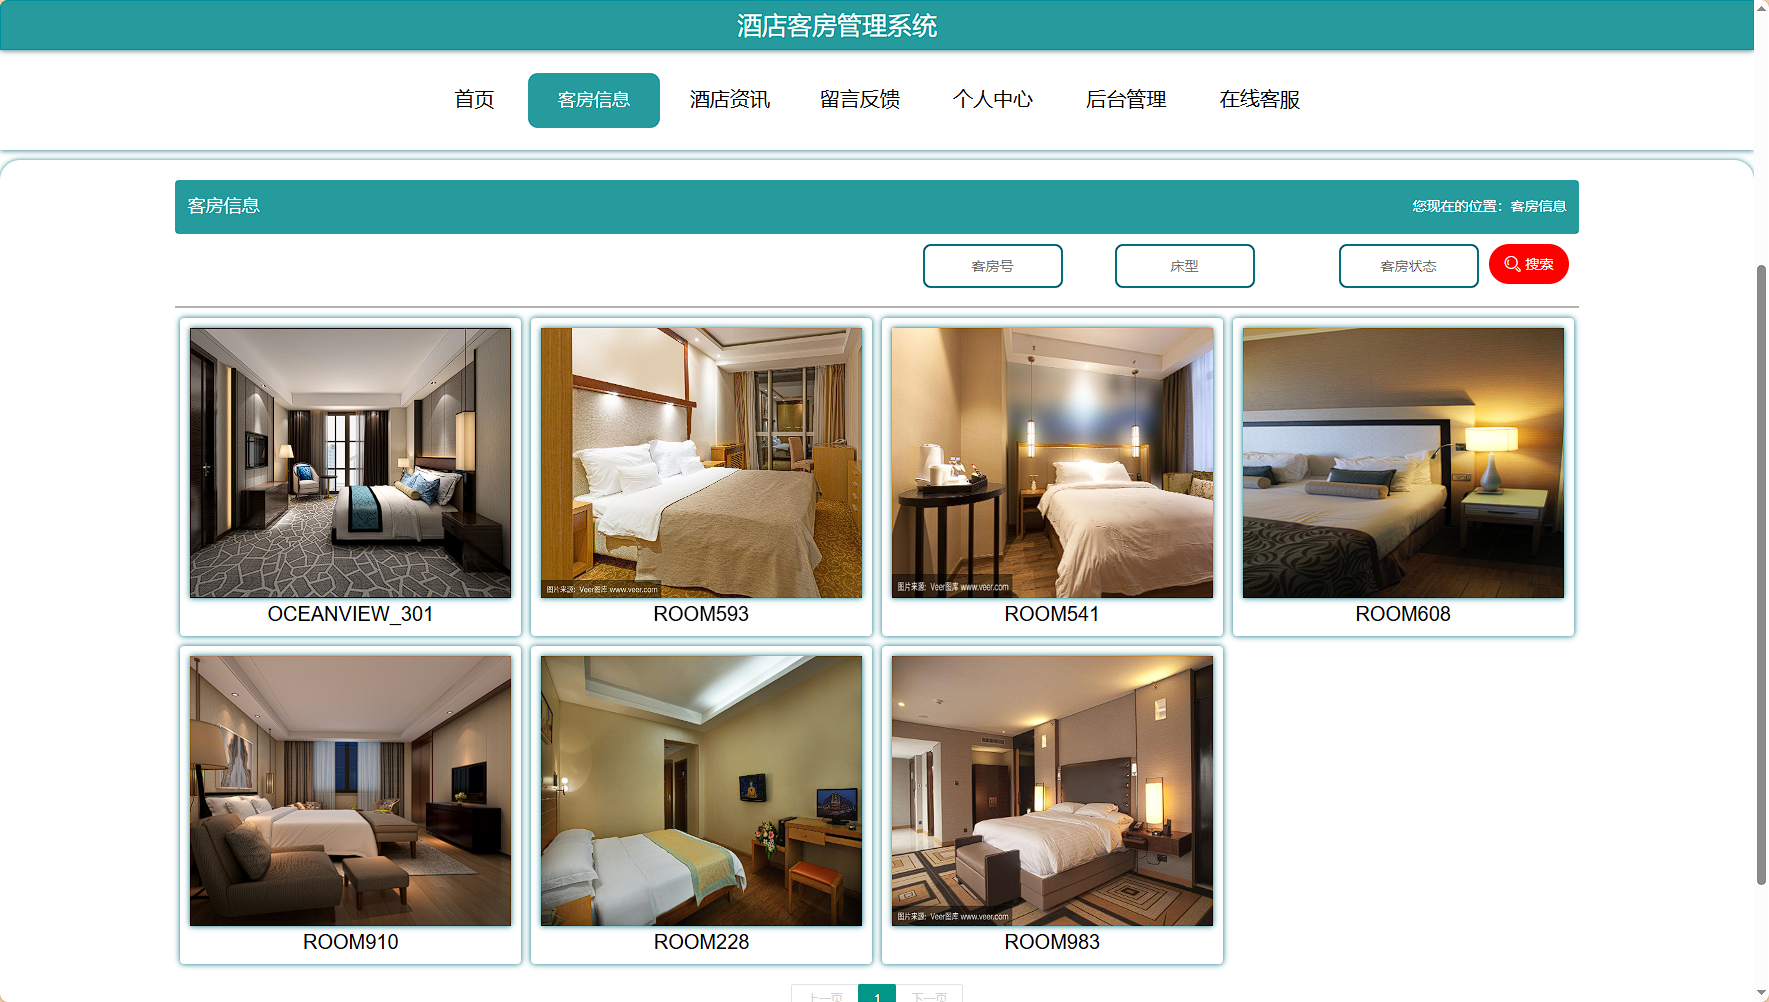 酒店客房管理系统
首页 客房信息 酒店资讯 留言反馈 个人中心 后台管理 在线客服
客房信息 您现在的位置：客房信息
客房号 床型 客房状态 搜索
图片来源：Veer图库 www.veer.com
图片来源：Veer图库 www.veer.com
OCEANVIEW_301 ROOM593 ROOM541 ROOM608
图片来源：Veer图库 www.veer.com
ROOM910 ROOM228 ROOM983
上一页 1 下一页